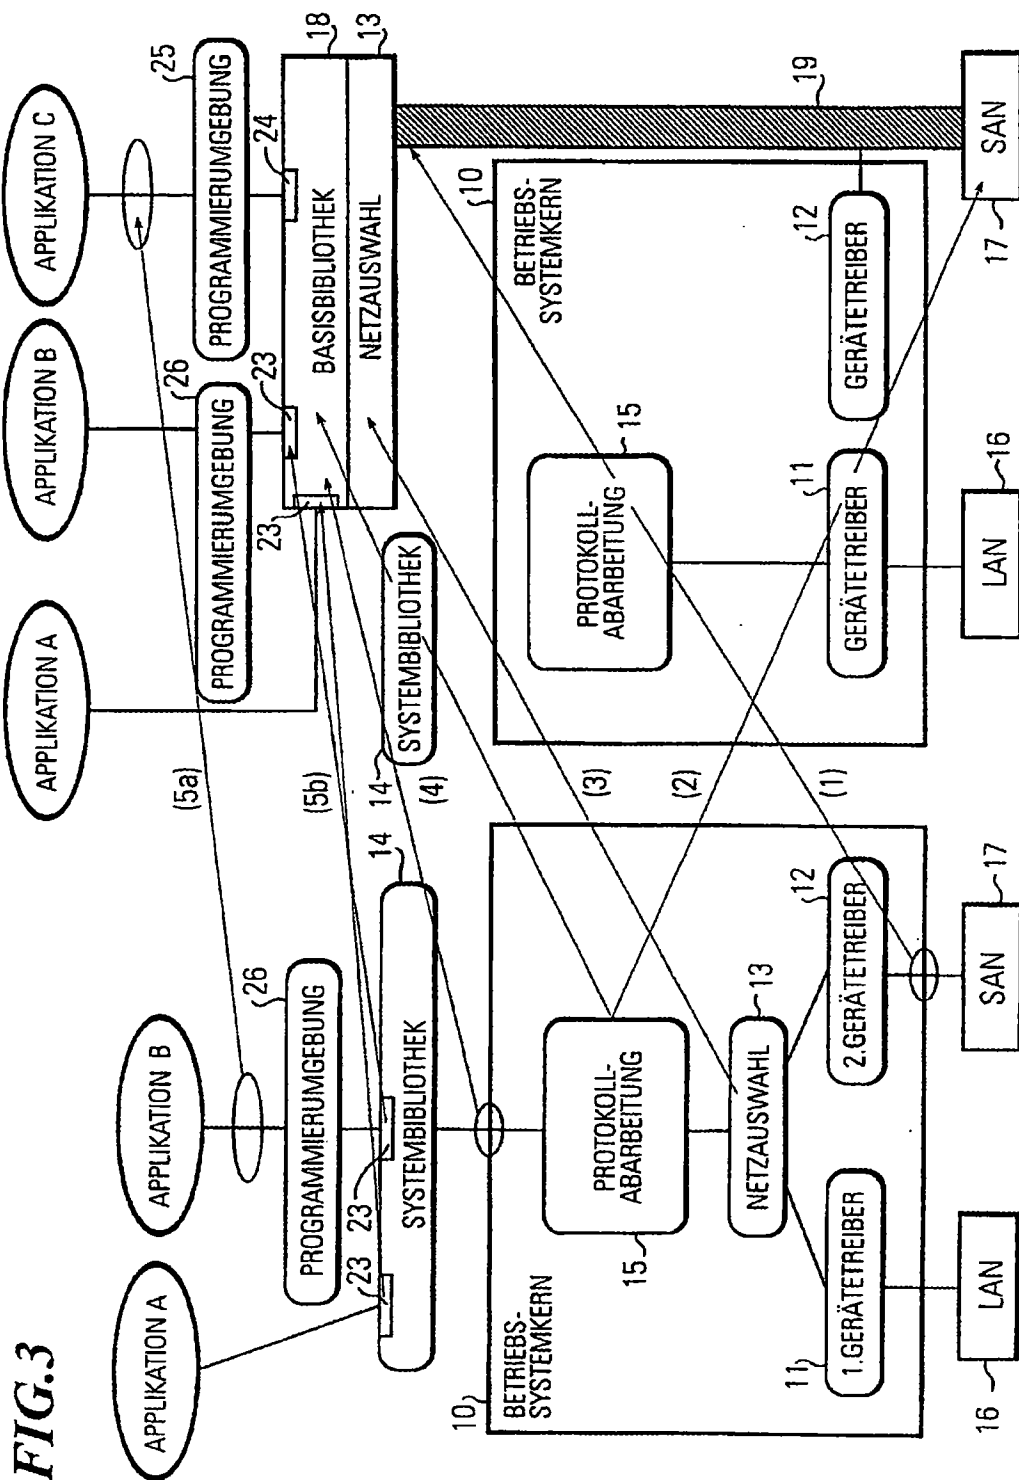 FIG.3
APPLIKATION A
APPLIKATION B
26
PROGRAMMIERUMGEBUNG
23
23
SYSTEMBIBLIOTHEK
14
10
BETRIEBS-
SYSTEMKERN
PROTOKOLL-
ABARBEITUNG
15
NETZAUSWAHL
13
11
1.GERÄTETREIBER
12
2.GERÄTETREIBER
16
LAN
SAN
17
(5a)
(5b)
(4)
(3)
(2)
(1)
APPLIKATION A
APPLIKATION B
APPLIKATION C
26
PROGRAMMIERUMGEBUNG
25
PROGRAMMIERUMGEBUNG
23
23
24
BASISBIBLIOTHEK
18
NETZAUSWAHL
13
14
SYSTEMBIBLIOTHEK
10
BETRIEBS-
SYSTEMKERN
PROTOKOLL-
ABARBEITUNG
15
11
GERÄTETREIBER
12
GERÄTETREIBER
19
LAN
16
SAN
17